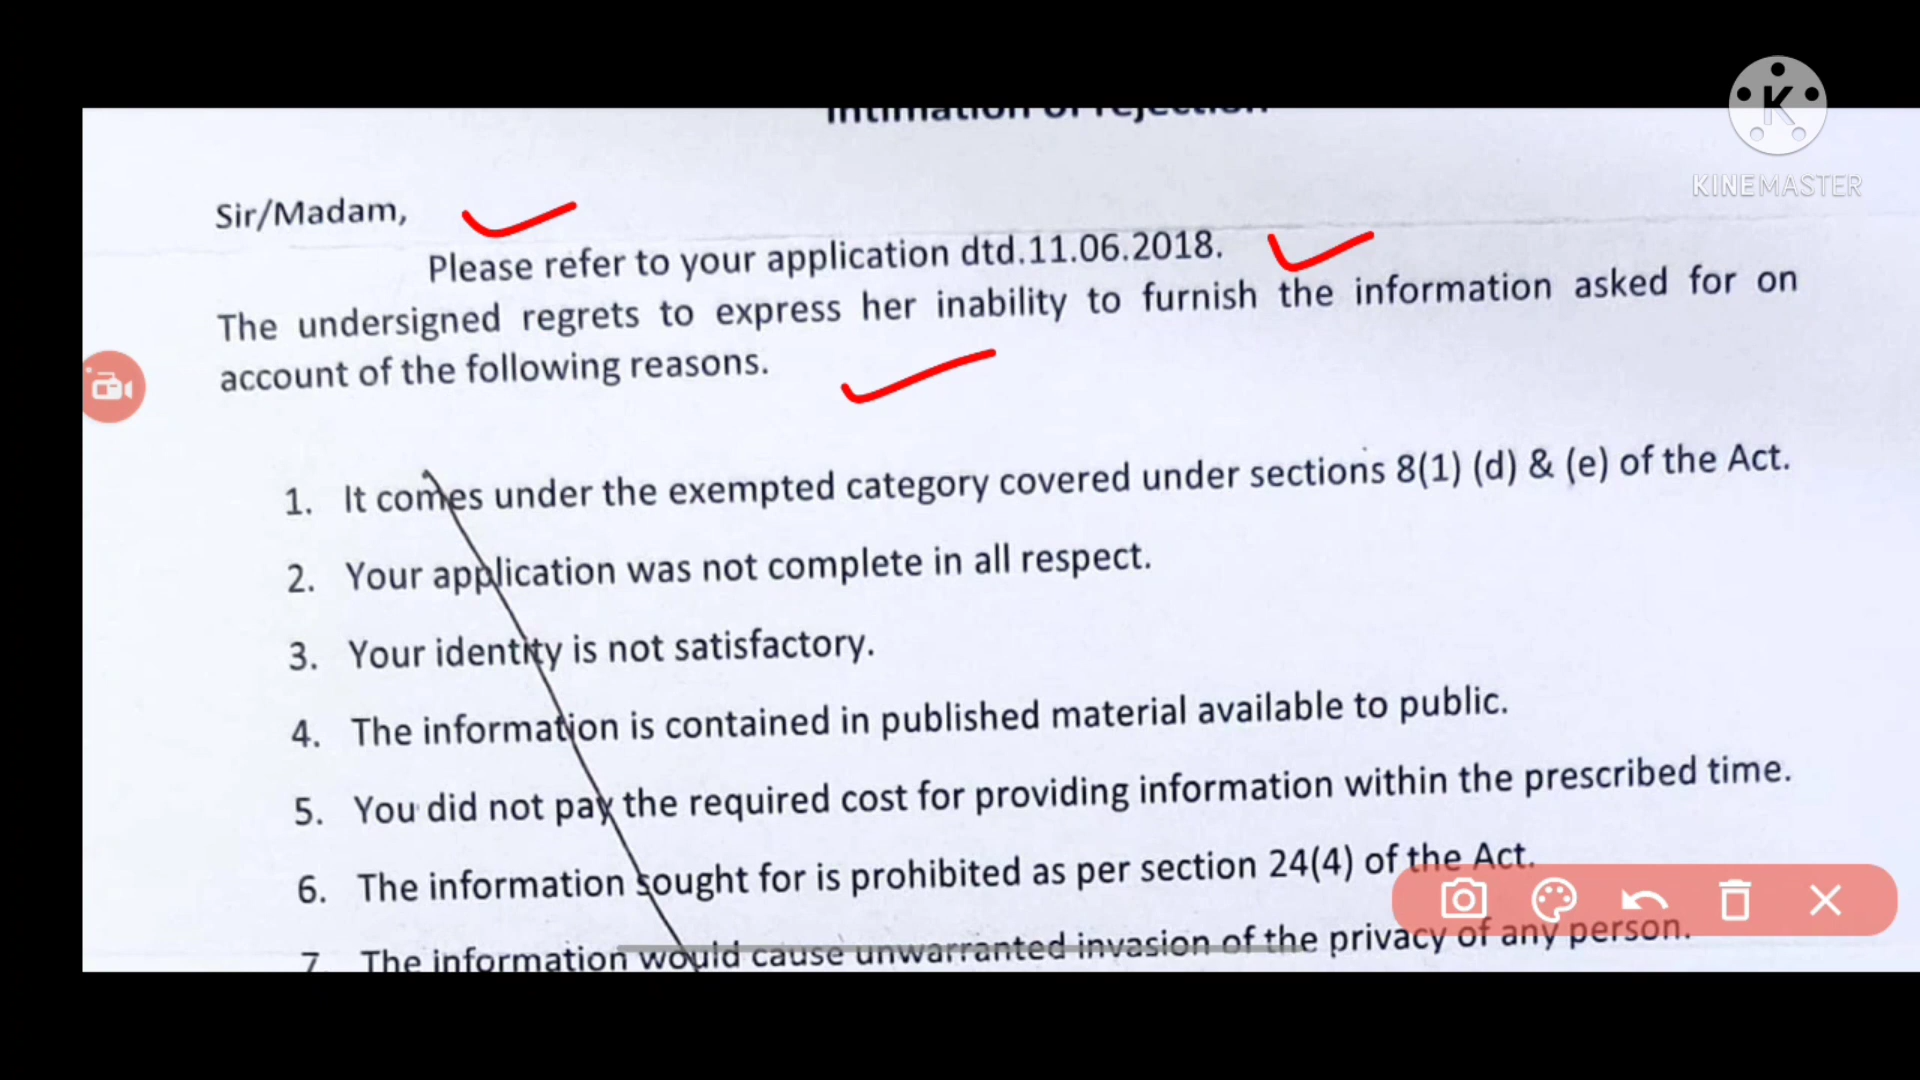 Intimation of rejection
KINEMASTER
Sir/Madam,
Please refer to your application dtd.11.06.2018.
The undersigned regrets to express her inability to furnish the information asked for on
account of the following reasons.
1. It comes under the exempted category covered under sections 8(1) (d) & (e) of the Act.
2. Your application was not complete in all respect.
3. Your identity is not satisfactory.
4. The information is contained in published material available to public.
5. You did not pay the required cost for providing information within the prescribed time.
6. The information sought for is prohibited as per section 24(4) of the Act.
7. The information would cause unwarranted invasion of the privacy of any person.